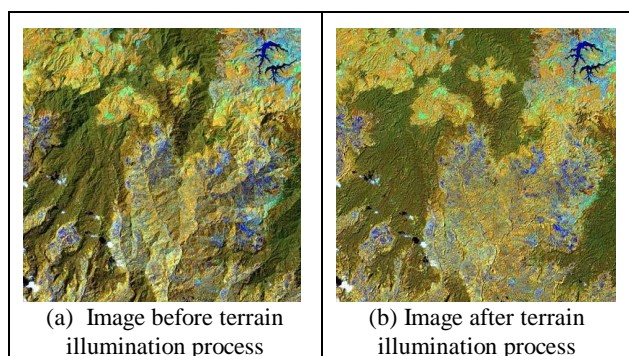 (a) Image before terrain
illumination process
(b) Image after terrain
illumination process